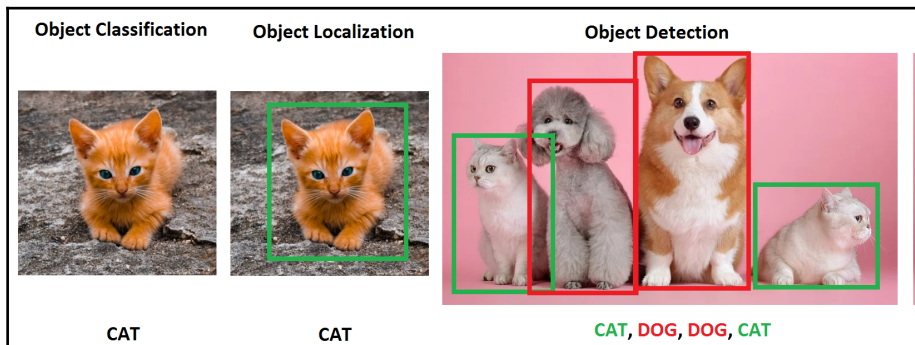 Object Classification
Object Localization
Object Detection
CAT
CAT
CAT, DOG, DOG, CAT